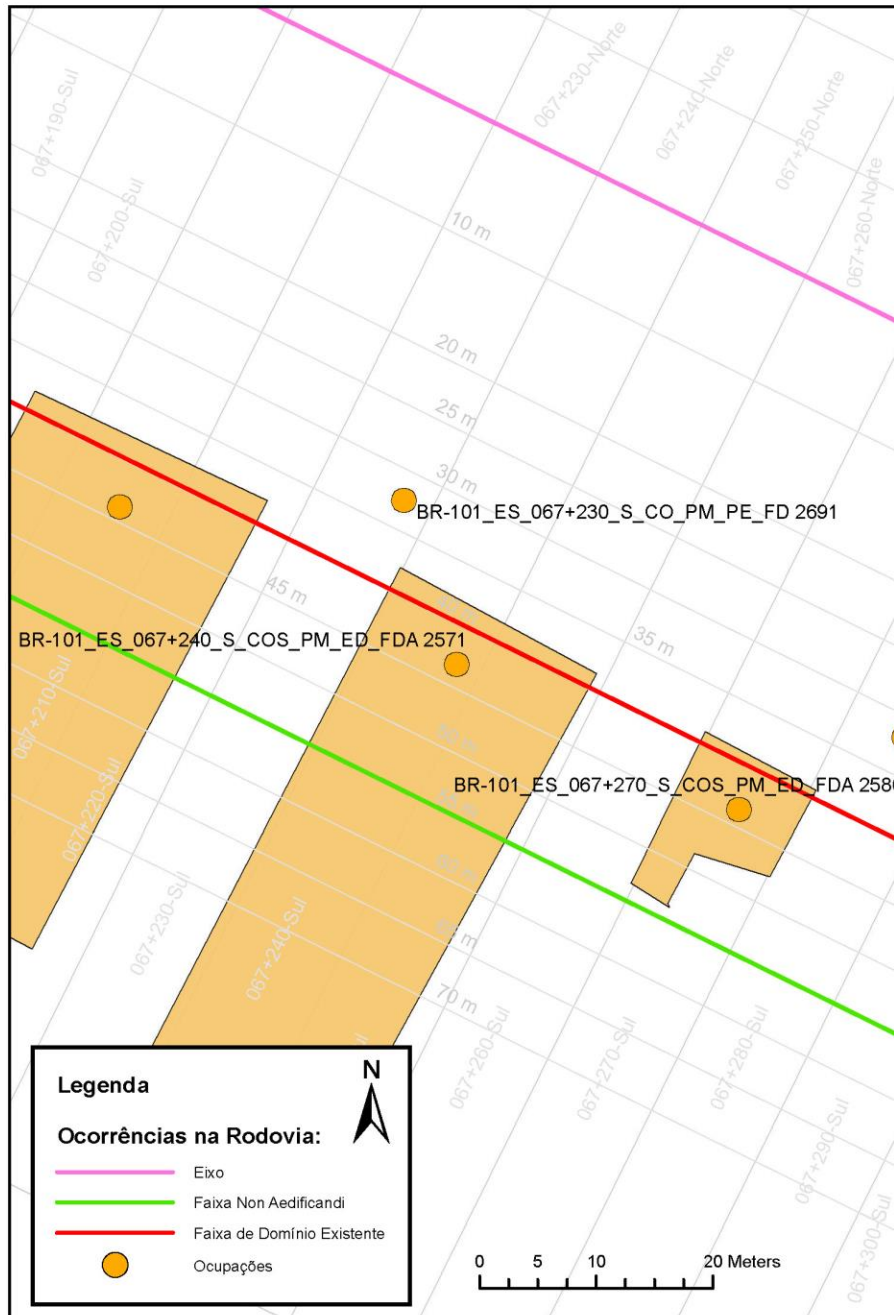 067+190-Sul
067+200-Sul
067+230-Norte
067+240-Norte
067+250-Norte
067+260-Norte
10 m
20 m
25 m
30 m
BR-101_ES_067+230_S_CO_PM_PE_FD 2691
45 m
35 m
BR-101_ES_067+240_S_COS_PM_ED_FDA 2571
067+210-Sul
067+220-Sul
BR-101_ES_067+270_S_COS_PM_ED_FDA 258
067+230-Sul
067+240-Sul
70 m
067+260-Sul
067+270-Sul
067+280-Sul
067+290-Sul
067+300-Sul
Legenda
N
Ocorrências na Rodovia:
Eixo
Faixa Non Aedificandi
Faixa de Domínio Existente
Ocupações
0 5 10 20 Meters